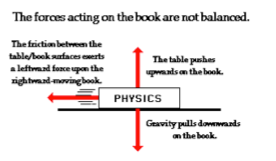 The forces acting on the book are not balanced.
The friction between the
table/book surfaces exerts
a leftward force upon the
rightward-moving book.
The table pushes
upwards on the book.
PHYSICS
Gravity pulls downwards
on the book.